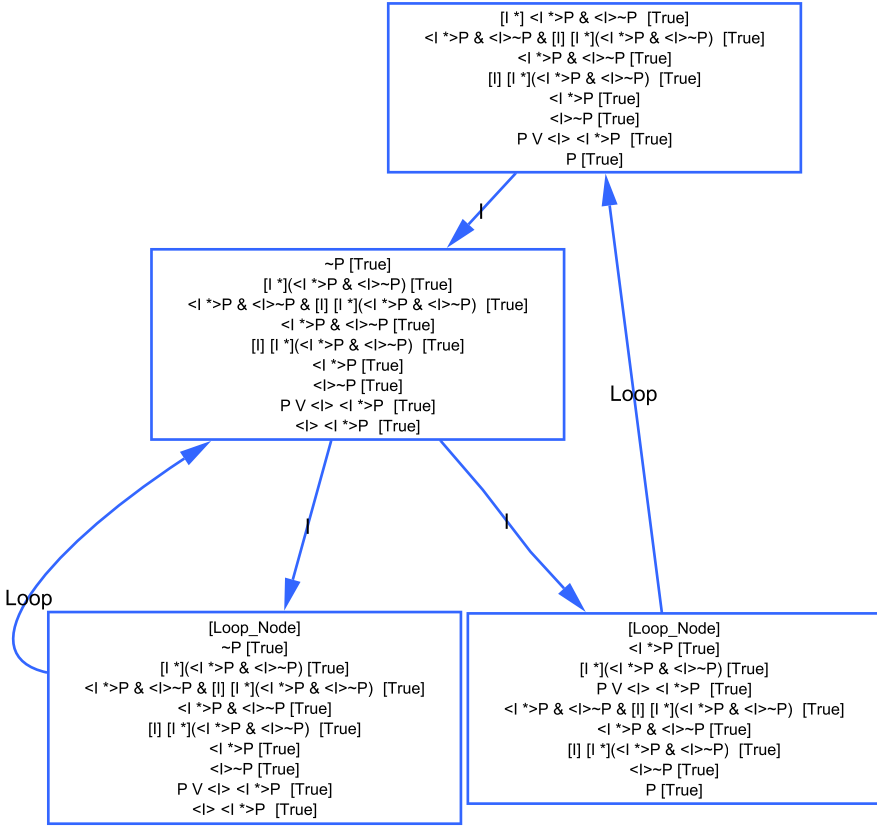 [I *] <I *>P & <I>~P [True]
<I *>P & <I>~P & [I] [I *](<I *>P & <I>~P) [True]
<I *>P & <I>~P [True]
[I] [I *](<I *>P & <I>~P) [True]
<I *>P [True]
<I>~P [True]
P V <I> <I *>P [True]
P [True]
I
~P [True]
[I *](<I *>P & <I>~P) [True]
<I *>P & <I>~P & [I] [I *](<I *>P & <I>~P) [True]
<I *>P & <I>~P [True]
[I] [I *](<I *>P & <I>~P) [True]
<I *>P [True]
<I>~P [True]
P V <I> <I *>P [True]
<I> <I *>P [True]
Loop
I
I
Loop
[Loop_Node]
~P [True]
[I *](<I *>P & <I>~P) [True]
<I *>P & <I>~P & [I] [I *](<I *>P & <I>~P) [True]
<I *>P & <I>~P [True]
[I] [I *](<I *>P & <I>~P) [True]
<I *>P [True]
<I>~P [True]
P V <I> <I *>P [True]
<I> <I *>P [True]
[Loop_Node]
<I *>P [True]
[I *](<I *>P & <I>~P) [True]
P V <I> <I *>P [True]
<I *>P & <I>~P & [I] [I *](<I *>P & <I>~P) [True]
<I *>P & <I>~P [True]
[I] [I *](<I *>P & <I>~P) [True]
<I>~P [True]
P [True]